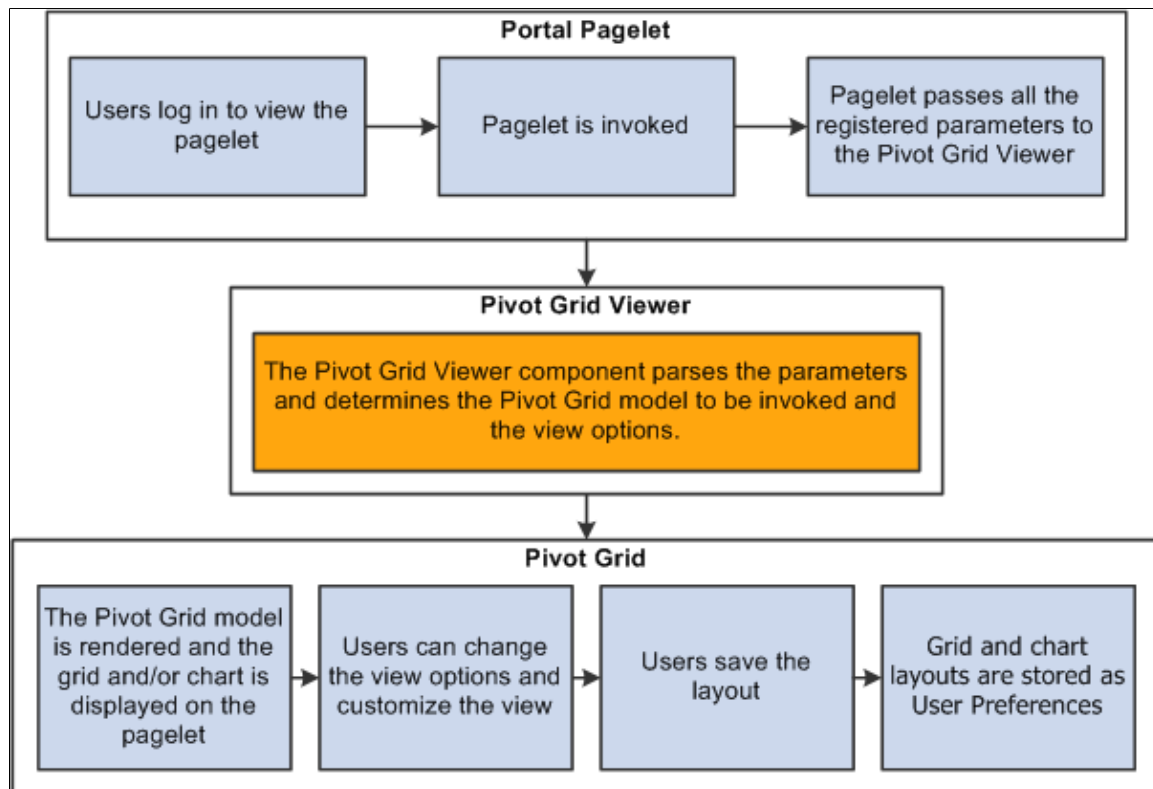 Portal Pagelet
Users log in to view the
pagelet
Pagelet is invoked
Pagelet passes all the
registered parameters to
the Pivot Grid Viewer
Pivot Grid Viewer
The Pivot Grid Viewer component parses the parameters
and determines the Pivot Grid model to be invoked and
the view options.
Pivot Grid
The Pivot Grid model
is rendered and the
grid and/or chart is
displayed on the
pagelet
Users can change
the view options and
customize the view
Users save the
layout
Grid and chart
layouts are stored as
User Preferences